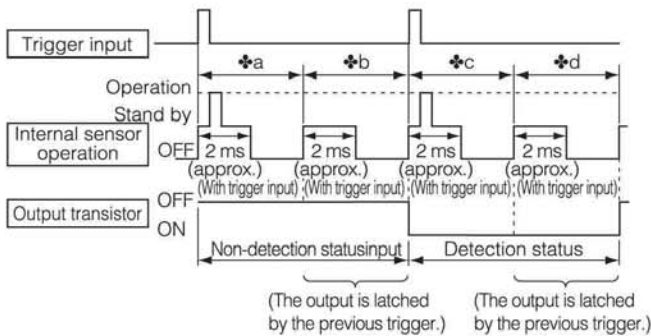 Trigger input
✤a ✤b ✤c ✤d
Operation
Stand by
Internal sensor operation
OFF
2 ms (approx.) (With trigger input)
2 ms (approx.) (With trigger input)
2 ms (approx.) (With trigger input)
2 ms (approx.) (With trigger input)
Output transistor
OFF
ON
Non-detection statusinput
Detection status
(The output is latched
by the previous trigger.)
(The output is latched
by the previous trigger.)